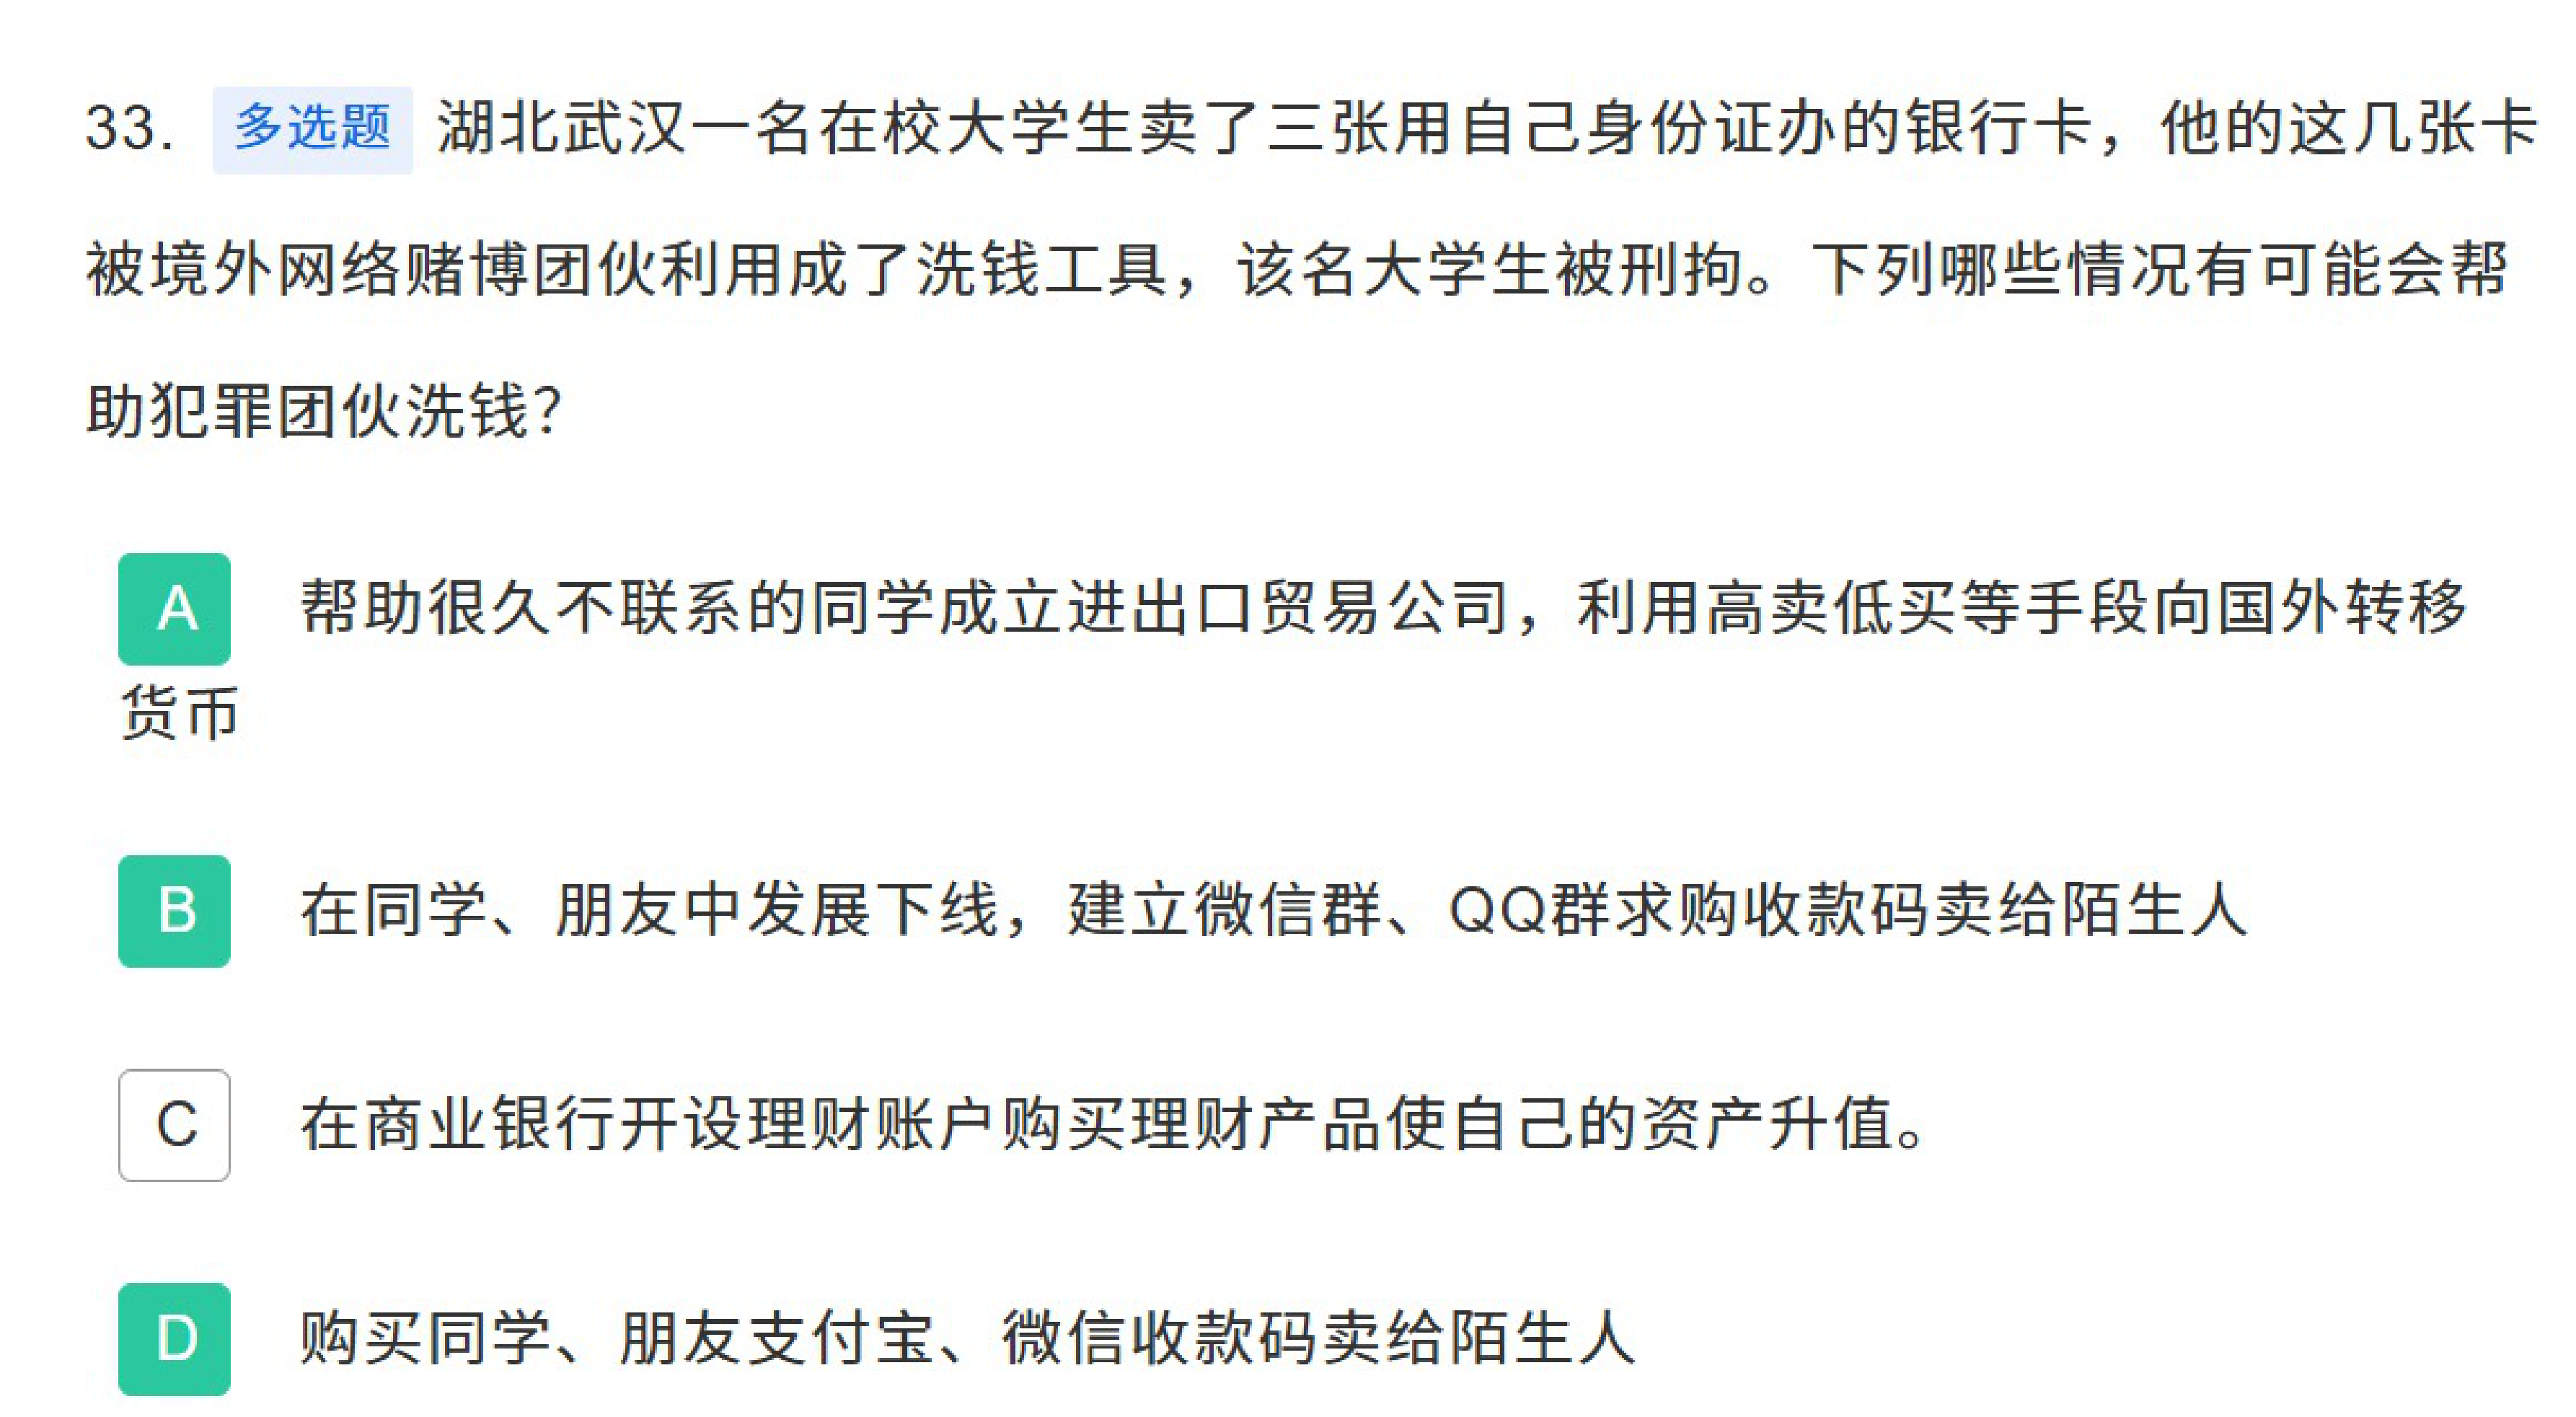 33. 多选题 湖北武汉一名在校大学生卖了三张用自己身份证办的银行卡，他的这几张卡
被境外网络赌博团伙利用成了洗钱工具，该名大学生被刑拘。下列哪些情况有可能会帮
助犯罪团伙洗钱？
A 帮助很久不联系的同学成立进出口贸易公司，利用高卖低买等手段向国外转移
货币
B 在同学、朋友中发展下线，建立微信群、QQ群求购收款码卖给陌生人
C 在商业银行开设理财账户购买理财产品使自己的资产升值。
D 购买同学、朋友支付宝、微信收款码卖给陌生人